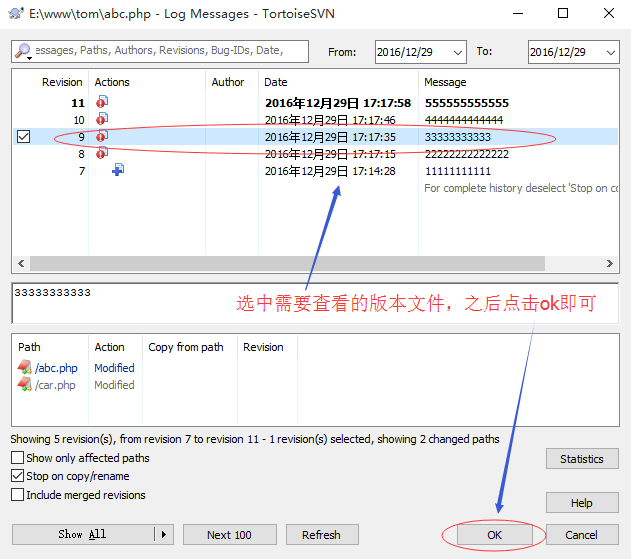 E:\www\tom\abc.php - Log Messages - TortoiseSVN
essages, Paths, Authors, Revisions, Bug-IDs, Date,
From: 2016/12/29 To: 2016/12/29
Revision Actions Author Date Message
11 2016年12月29日 17:17:58 555555555555
10 2016年12月29日 17:17:46 4444444444444
9 2016年12月29日 17:17:35 33333333333
8 2016年12月29日 17:17:15 22222222222222
7 2016年12月29日 17:14:28 11111111111
For complete history deselect 'Stop on co
33333333333
选中需要查看的版本文件，之后点击ok即可
Path Action Copy from path Revision
/abc.php Modified
/car.php Modified
Showing 5 revision(s), from revision 7 to revision 11 - 1 revision(s) selected, showing 2 changed paths
Show only affected paths
Stop on copy/rename
Include merged revisions
Statistics
Help
Show All Next 100 Refresh OK Cancel